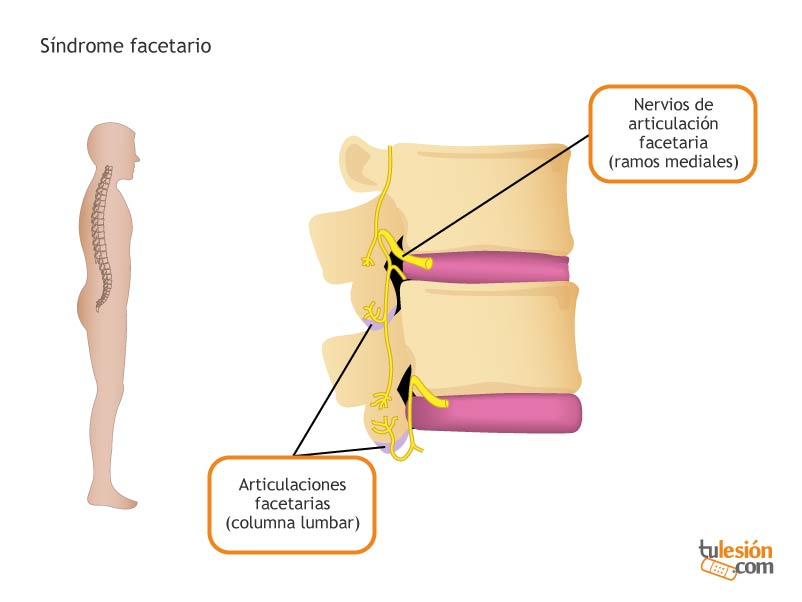 Síndrome facetario
Nervios de
articulación
facetaria
(ramos mediales)
Articulaciones
facetarias
(columna lumbar)
tulesión
.com